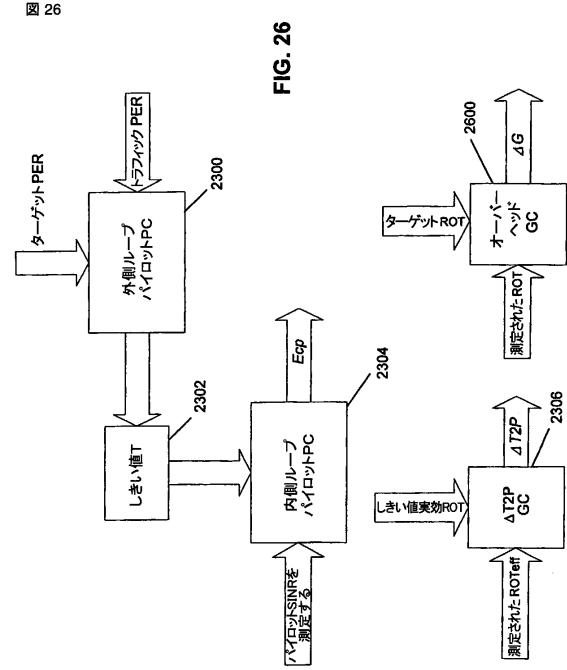 図 26
FIG. 26
ターゲットPER
トラフィックPER
外側ループ
パイロットPC
2300
しきい値T
2302
パイロットSINRを
測定する
内側ループ
パイロットPC
2304
Ecp
しきい値実効ROT
測定されたROTeff
ΔT2P
GC
2306
ΔT2P
ターゲットROT
測定されたROT
オーバー
ヘッド
GC
2600
ΔG